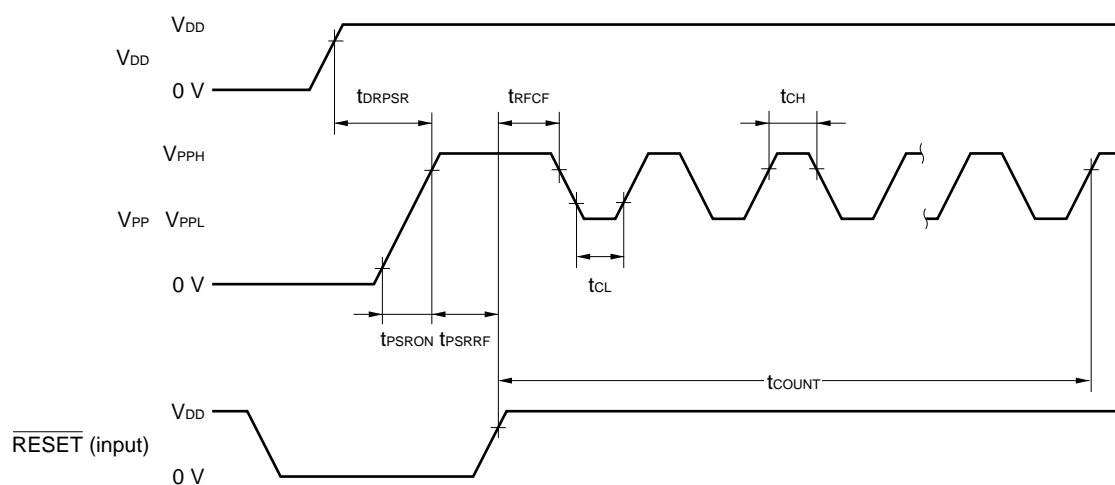 VDD
VDD
0 V
tDRPSR
tRFCF
tCH
VPPH
VPP VPPL
0 V
tCL
tPSRON tPSRRF
tCOUNT
VDD
RESET (input)
0 V